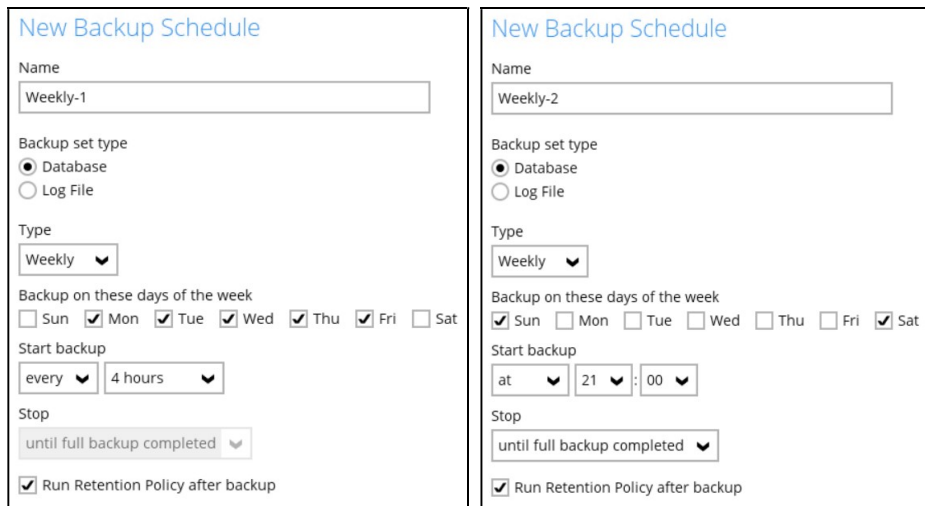 New Backup Schedule
Name
Weekly-1
Backup set type
Database
Log File
Type
Weekly
Backup on these days of the week
Sun Mon Tue Wed Thu Fri Sat
Start backup
every 4 hours
Stop
until full backup completed
Run Retention Policy after backup
New Backup Schedule
Name
Weekly-2
Backup set type
Database
Log File
Type
Weekly
Backup on these days of the week
Sun Mon Tue Wed Thu Fri Sat
Start backup
at 21 : 00
Stop
until full backup completed
Run Retention Policy after backup